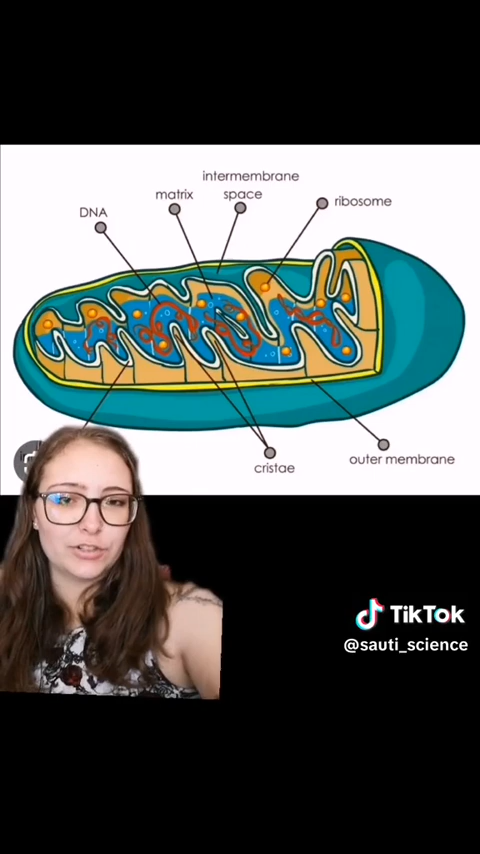 intermembrane
space
matrix
ribosome
DNA
cristae
outer membrane
TikTok
@sauti_science